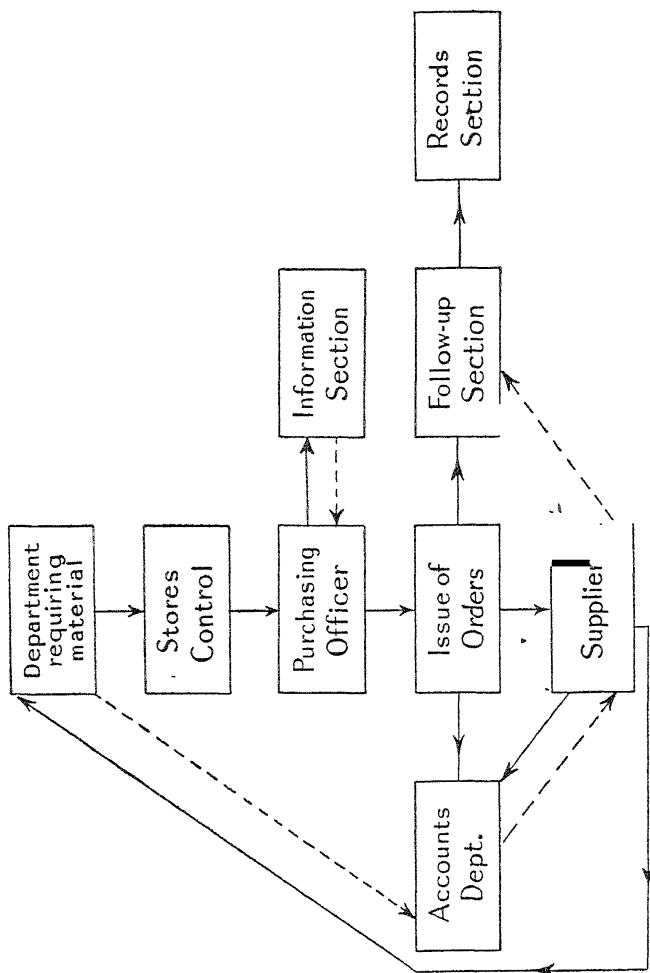 Department
requiring
material
Stores
Control
Purchasing
Officer
Information
Section
Issue of
Orders
Follow-up
Section
Records
Section
Accounts
Dept.
Supplier